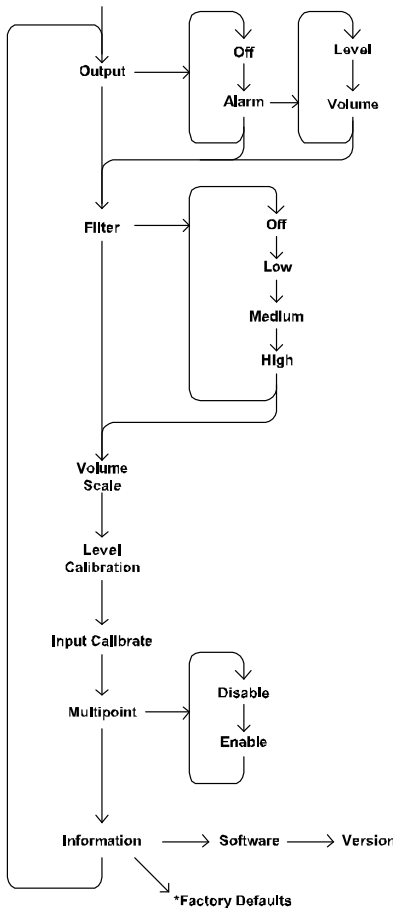 Off
Level
Output
Alarm
Volume
Filter
Off
Low
Medium
High
Volume
Scale
Level
Calibration
Input Calibrate
Disable
Multipoint
Enable
Information
Software
Version
*Factory Defaults